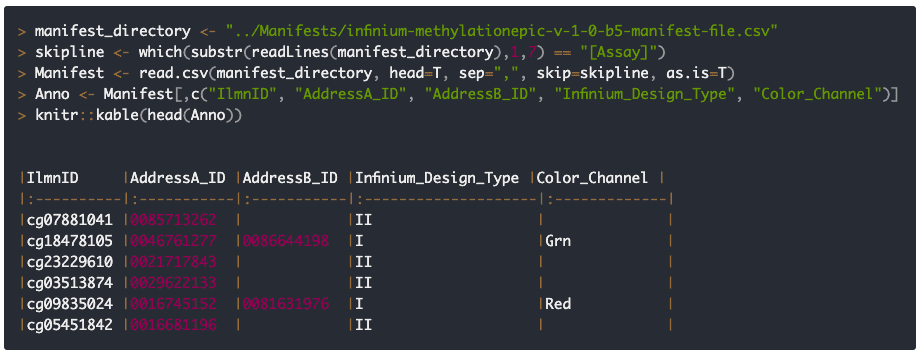 > manifest_directory <- "../Manifests/infinium-methylationepic-v-1-0-b5-manifest-file.csv"
> skipline <- which(substr(readLines(manifest_directory),1,7) == "[Assay]")
> Manifest <- read.csv(manifest_directory, head=T, sep=",", skip=skipline, as.is=T)
> Anno <- Manifest[,c("IlmnID", "AddressA_ID", "AddressB_ID", "Infinium_Design_Type", "Color_Channel")]
> knitr::kable(head(Anno))
|IlmnID     |AddressA_ID |AddressB_ID |Infinium_Design_Type |Color_Channel |
|:----------|:-----------|:-----------|:--------------------|:-------------|
|cg07881041 |0085713262  |            |II                   |              |
|cg18478105 |0046761277  |0086644198  |I                    |Grn           |
|cg23229610 |0021717843  |            |II                   |              |
|cg03513874 |0029622133  |            |II                   |              |
|cg09835024 |0016745152  |0081631976  |I                    |Red           |
|cg05451842 |0016681196  |            |II                   |              |